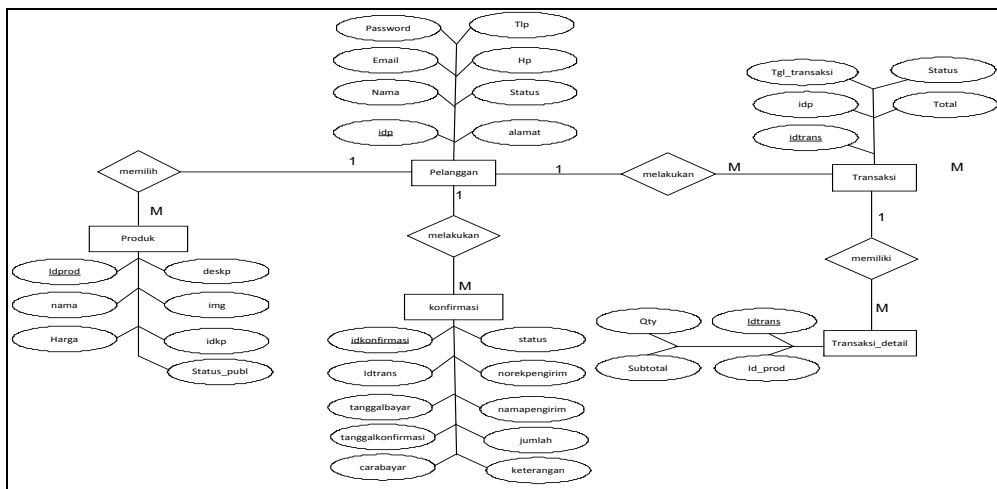 Password
Tlp
Email
Hp
Nama
Status
idp
alamat
Tgl_transaksi
Status
idp
Total
idtrans
memilih
1
Pelanggan
1
melakukan
M
Transaksi
M
M
Produk
1
melakukan
1
memiliki
Idprod
deskp
nama
img
Harga
idkp
Status_publ
M
konfirmasi
M
Qty
Idtrans
Transaksi_detail
Subtotal
Id_prod
idkonfirmasi
status
Idtrans
norekpengirim
tanggalbayar
namapengirim
tanggalkonfirmasi
jumlah
carabayar
keterangan